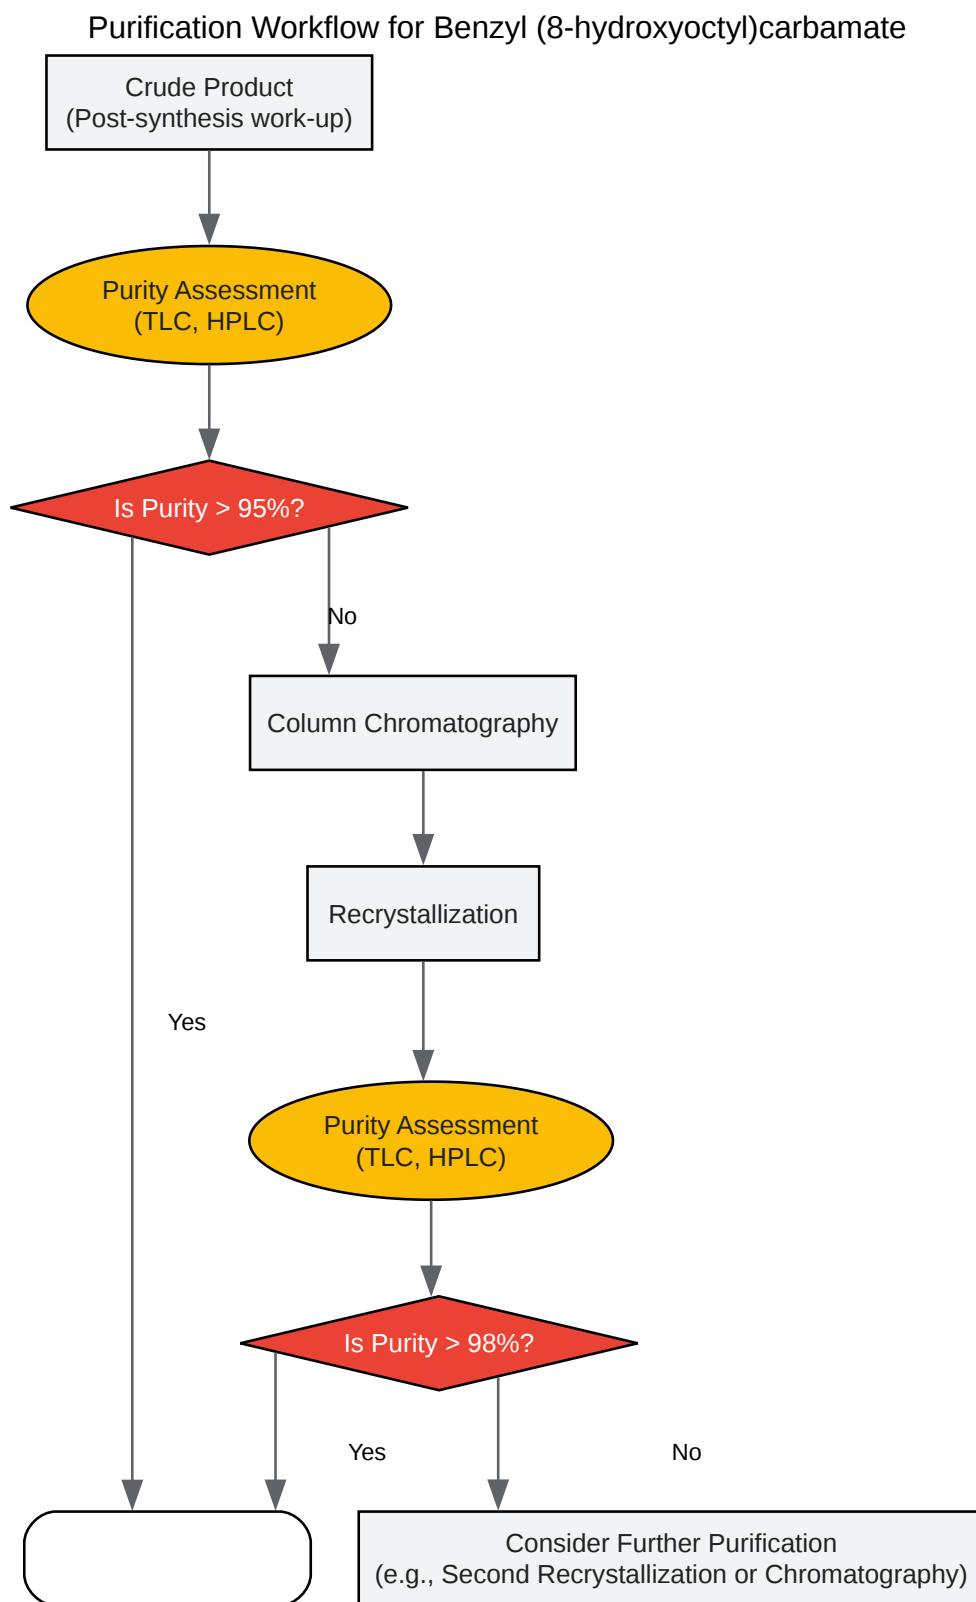 Purification Workflow for Benzyl (8-hydroxyoctyl)carbamate
Crude Product
(Post-synthesis work-up)
Purity Assessment
(TLC, HPLC)
Is Purity > 95%?
No
Column Chromatography
Recrystallization
Yes
Purity Assessment
(TLC, HPLC)
Is Purity > 98%?
Yes
No
Consider Further Purification
(e.g., Second Recrystallization or Chromatography)